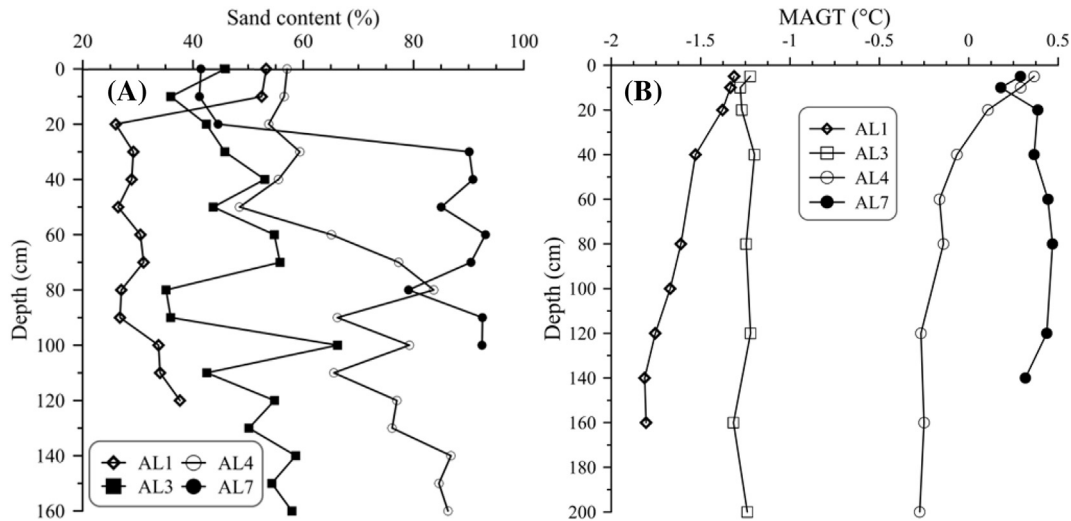 Sand content (%)
20 40 60 80 100
0
20
40
60
80
100
120
140
160
Depth (cm)
(A)
AL1 AL4
AL3 AL7
MAGT (°C)
-2 -1.5 -1 -0.5 0 0.5
0
20
40
60
80
100
120
140
160
180
200
Depth (cm)
(B)
AL1
AL3
AL4
AL7